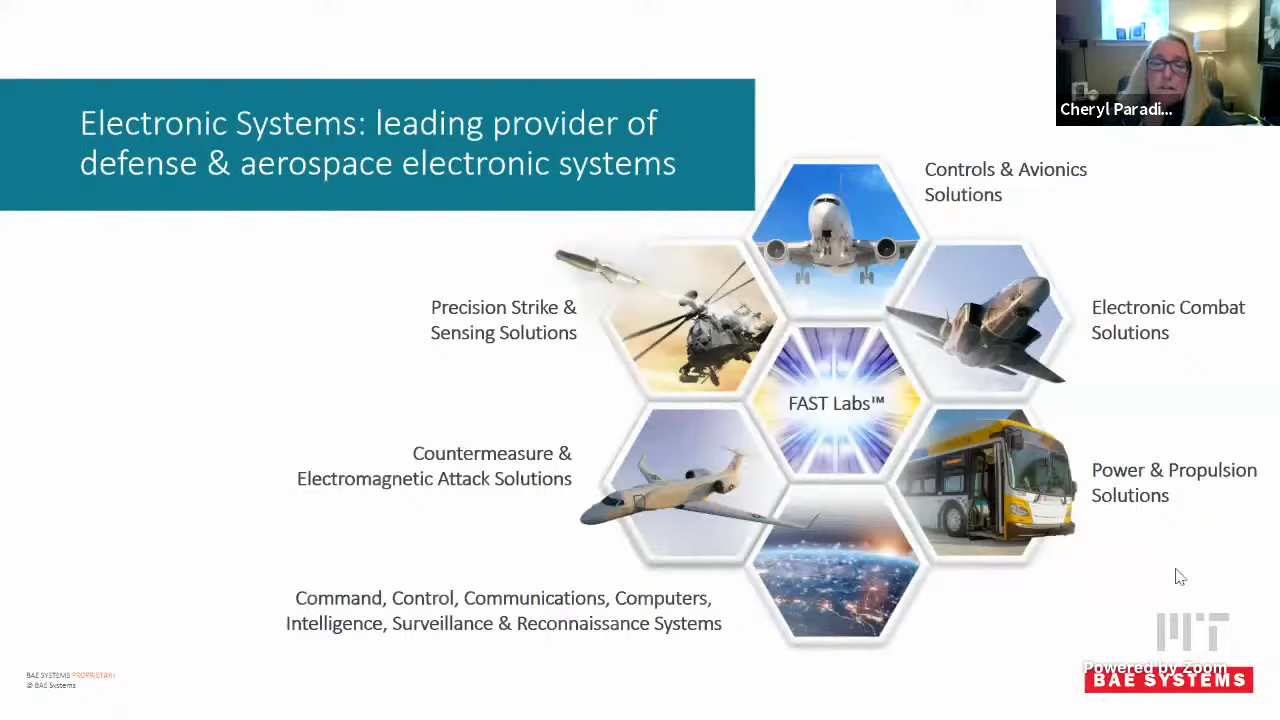 Cheryl Paradi...
Electronic Systems: leading provider of
defense & aerospace electronic systems
Controls & Avionics
Solutions
Precision Strike &
Sensing Solutions
Electronic Combat
Solutions
FAST Labs™
Countermeasure &
Electromagnetic Attack Solutions
Power & Propulsion
Solutions
Command, Control, Communications, Computers,
Intelligence, Surveillance & Reconnaissance Systems
MIT
Powered by Zoom
BAE SYSTEMS
BAE SYSTEMS PROPRIETARY
© BAE Systems